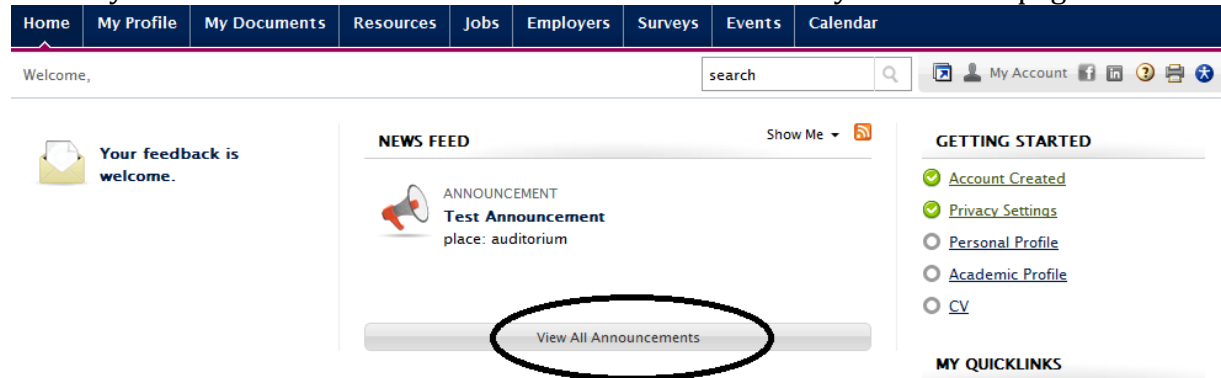 Home My Profile My Documents Resources Jobs Employers Surveys Events Calendar
Welcome,
search
My Account
Your feedback is
welcome.
NEWS FEED
Show Me
ANNOUNCEMENT
Test Announcement
place: auditorium
View All Announcements
GETTING STARTED
Account Created
Privacy Settings
Personal Profile
Academic Profile
CV
MY QUICKLINKS